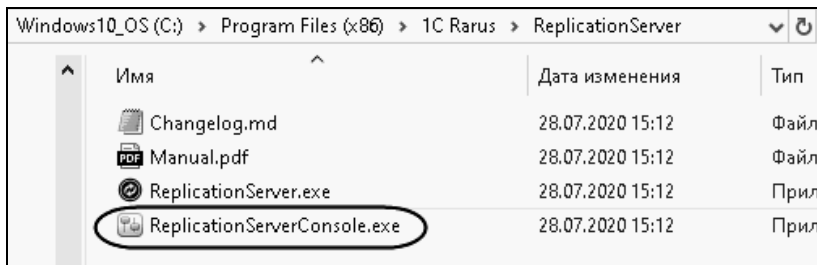 Windows10_OS (C:) > Program Files (x86) > 1C Rarus > ReplicationServer
Имя Дата изменения Тип
Changelog.md 28.07.2020 15:12 Файл
PDF Manual.pdf 28.07.2020 15:12 Файл
ReplicationServer.exe 28.07.2020 15:12 Прил
ReplicationServerConsole.exe 28.07.2020 15:12 Прил